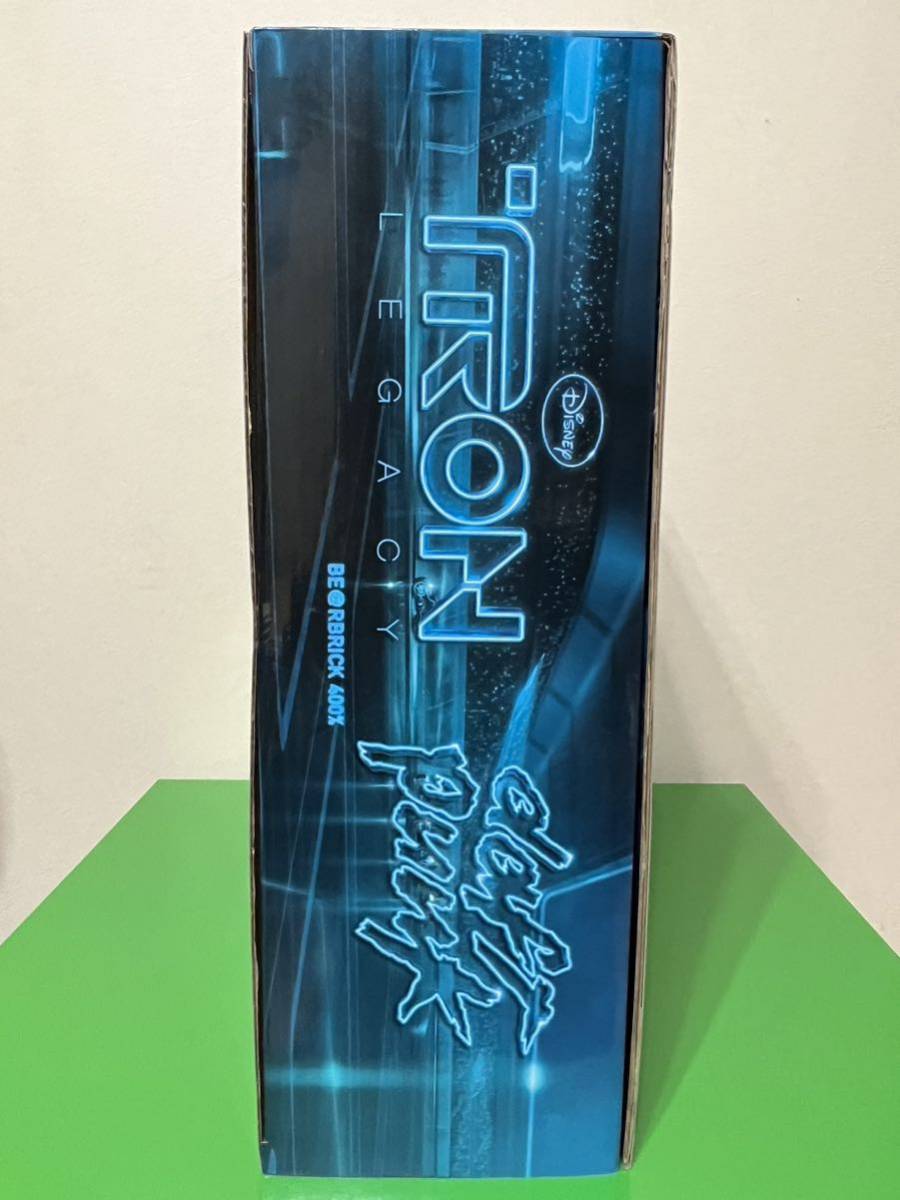 Disney
TRON
LEGACY
BE@RBRICK 400%
daft
punk